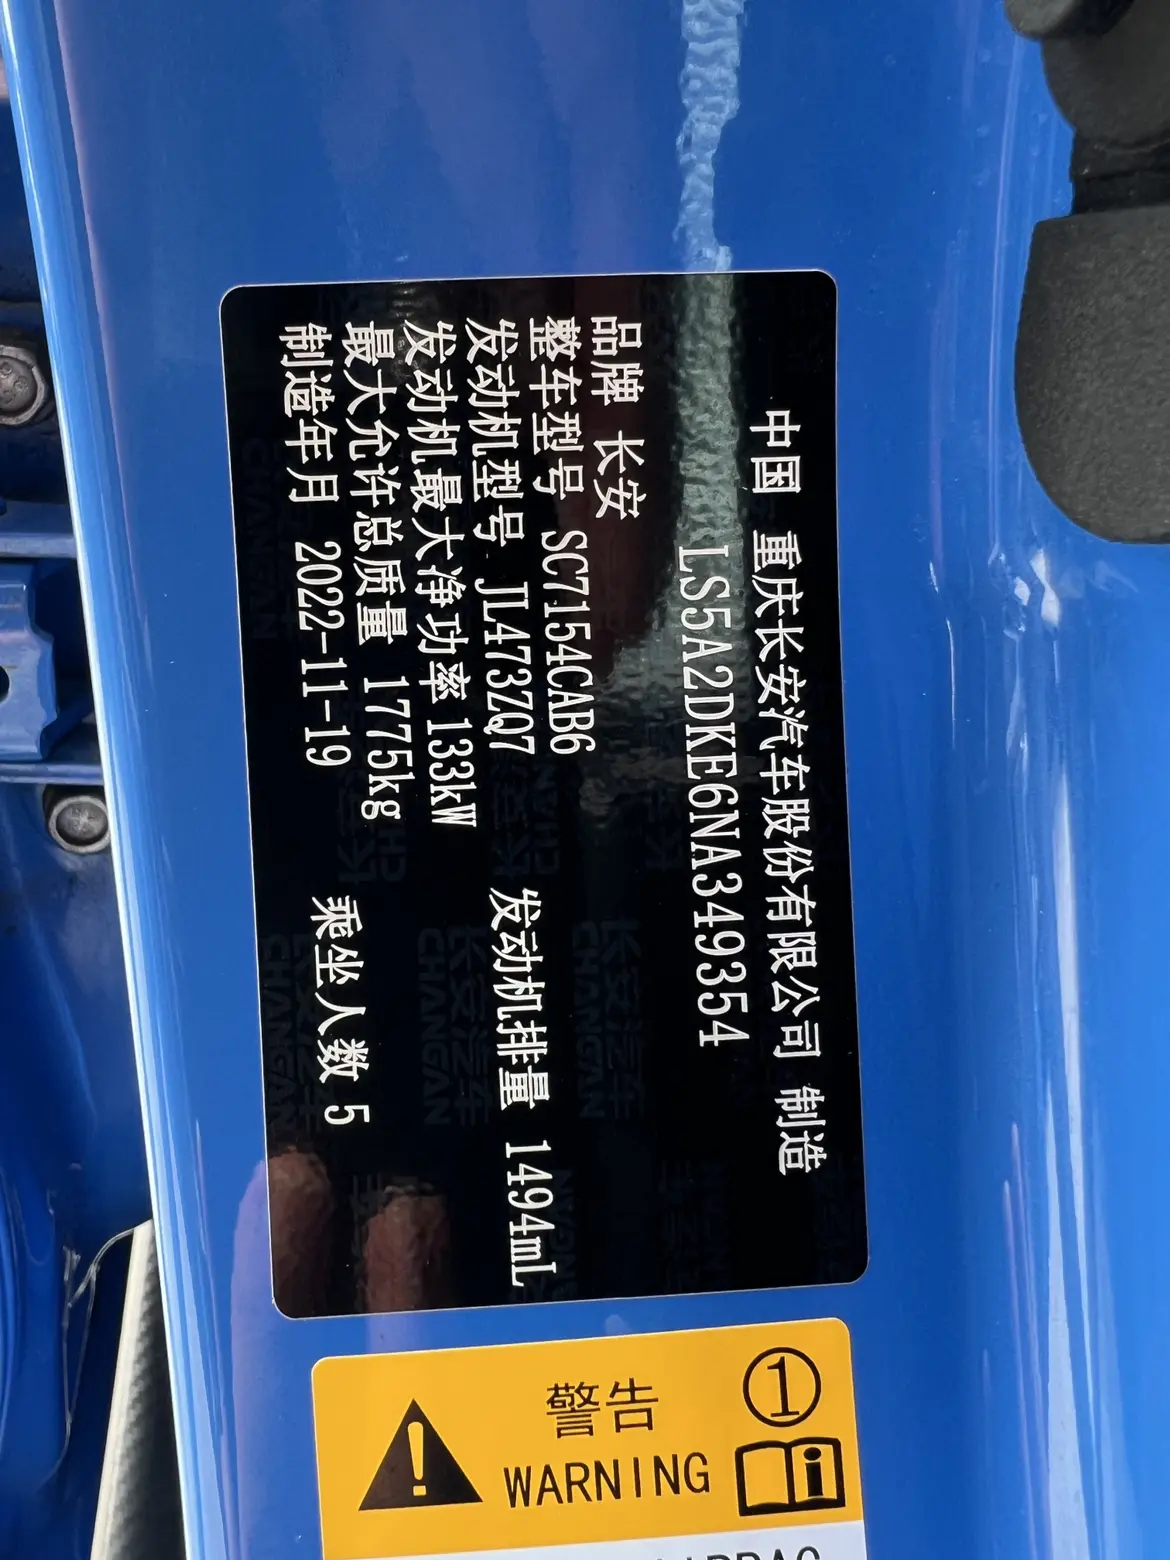 中国 重庆长安汽车股份有限公司 制造
LS5A2DKE6NA349354
品牌 长安
整车型号 SC7154CAB6
发动机型号 JL473ZQ7 发动机排量 1494mL
发动机最大净功率 133kW
最大允许总质量 1775kg 乘坐人数 5
制造年月 2022-11-19
警告
WARNING
1
i